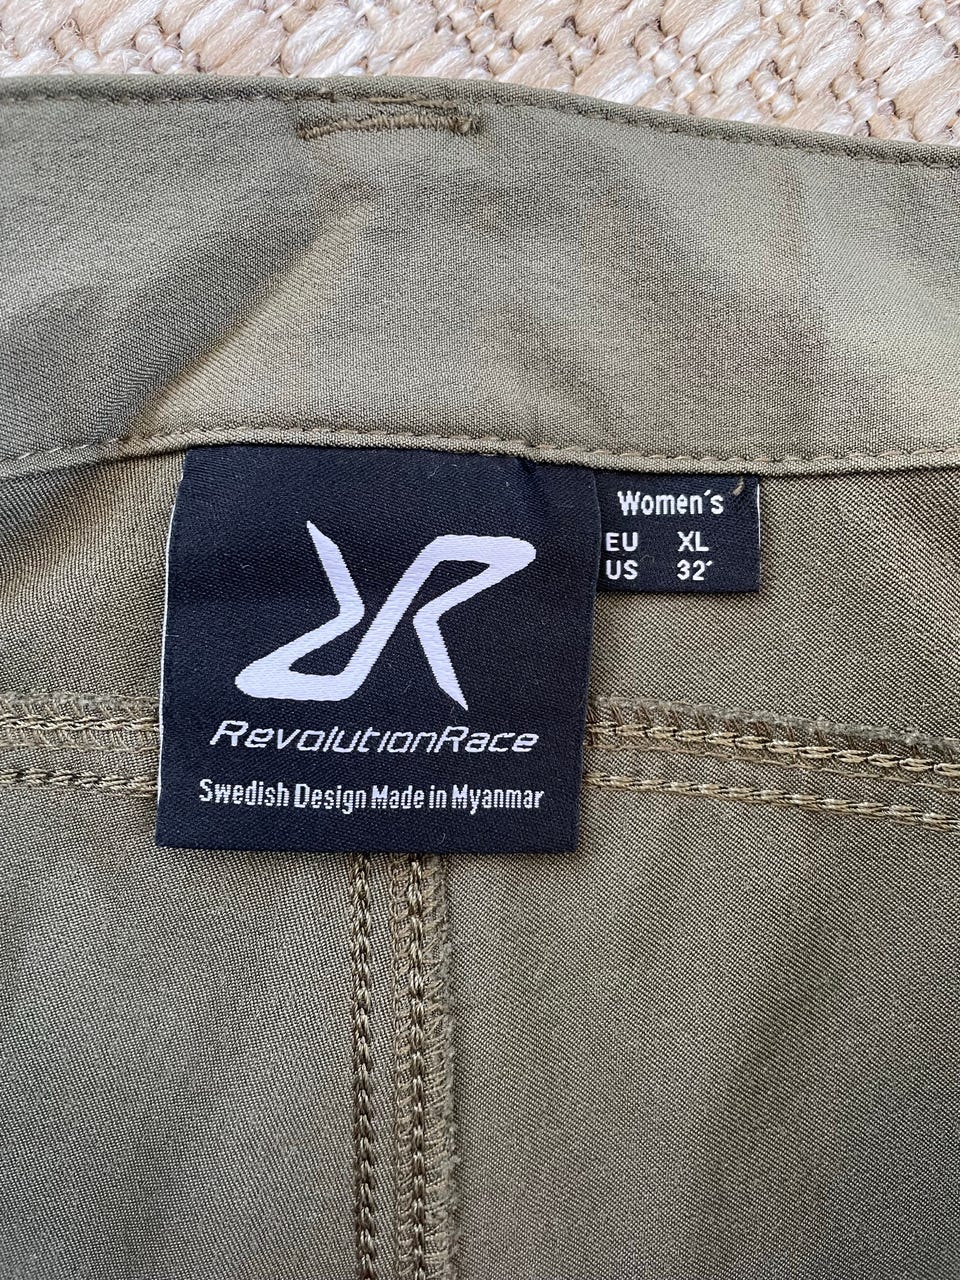 Women's
EU XL
US 32'
RevolutionRace
Swedish Design Made in Myanmar